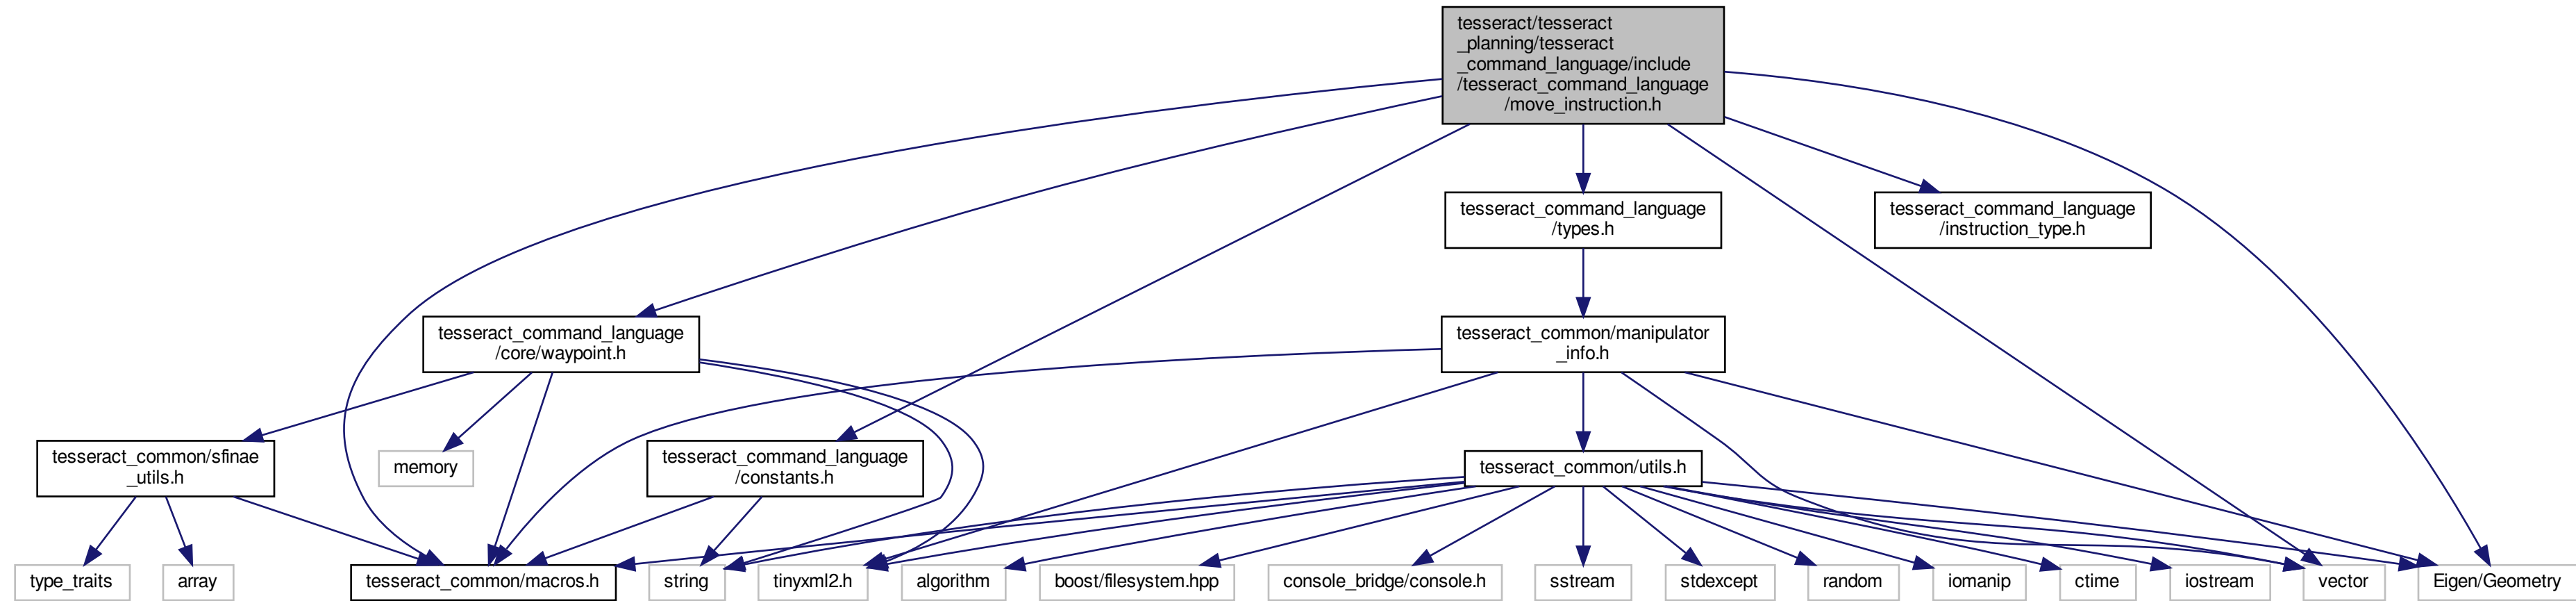 tesseract/tesseract
_planning/tesseract
_command_language/include
/tesseract_command_language
/move_instruction.h
tesseract_command_language
/types.h
tesseract_command_language
/instruction_type.h
tesseract_command_language
/core/waypoint.h
tesseract_common/manipulator
_info.h
tesseract_common/sfinae
_utils.h
memory
tesseract_command_language
/constants.h
tesseract_common/utils.h
type_traits
array
tesseract_common/macros.h
string
tinyxml2.h
algorithm
boost/filesystem.hpp
console_bridge/console.h
sstream
stdexcept
random
iomanip
ctime
iostream
vector
Eigen/Geometry